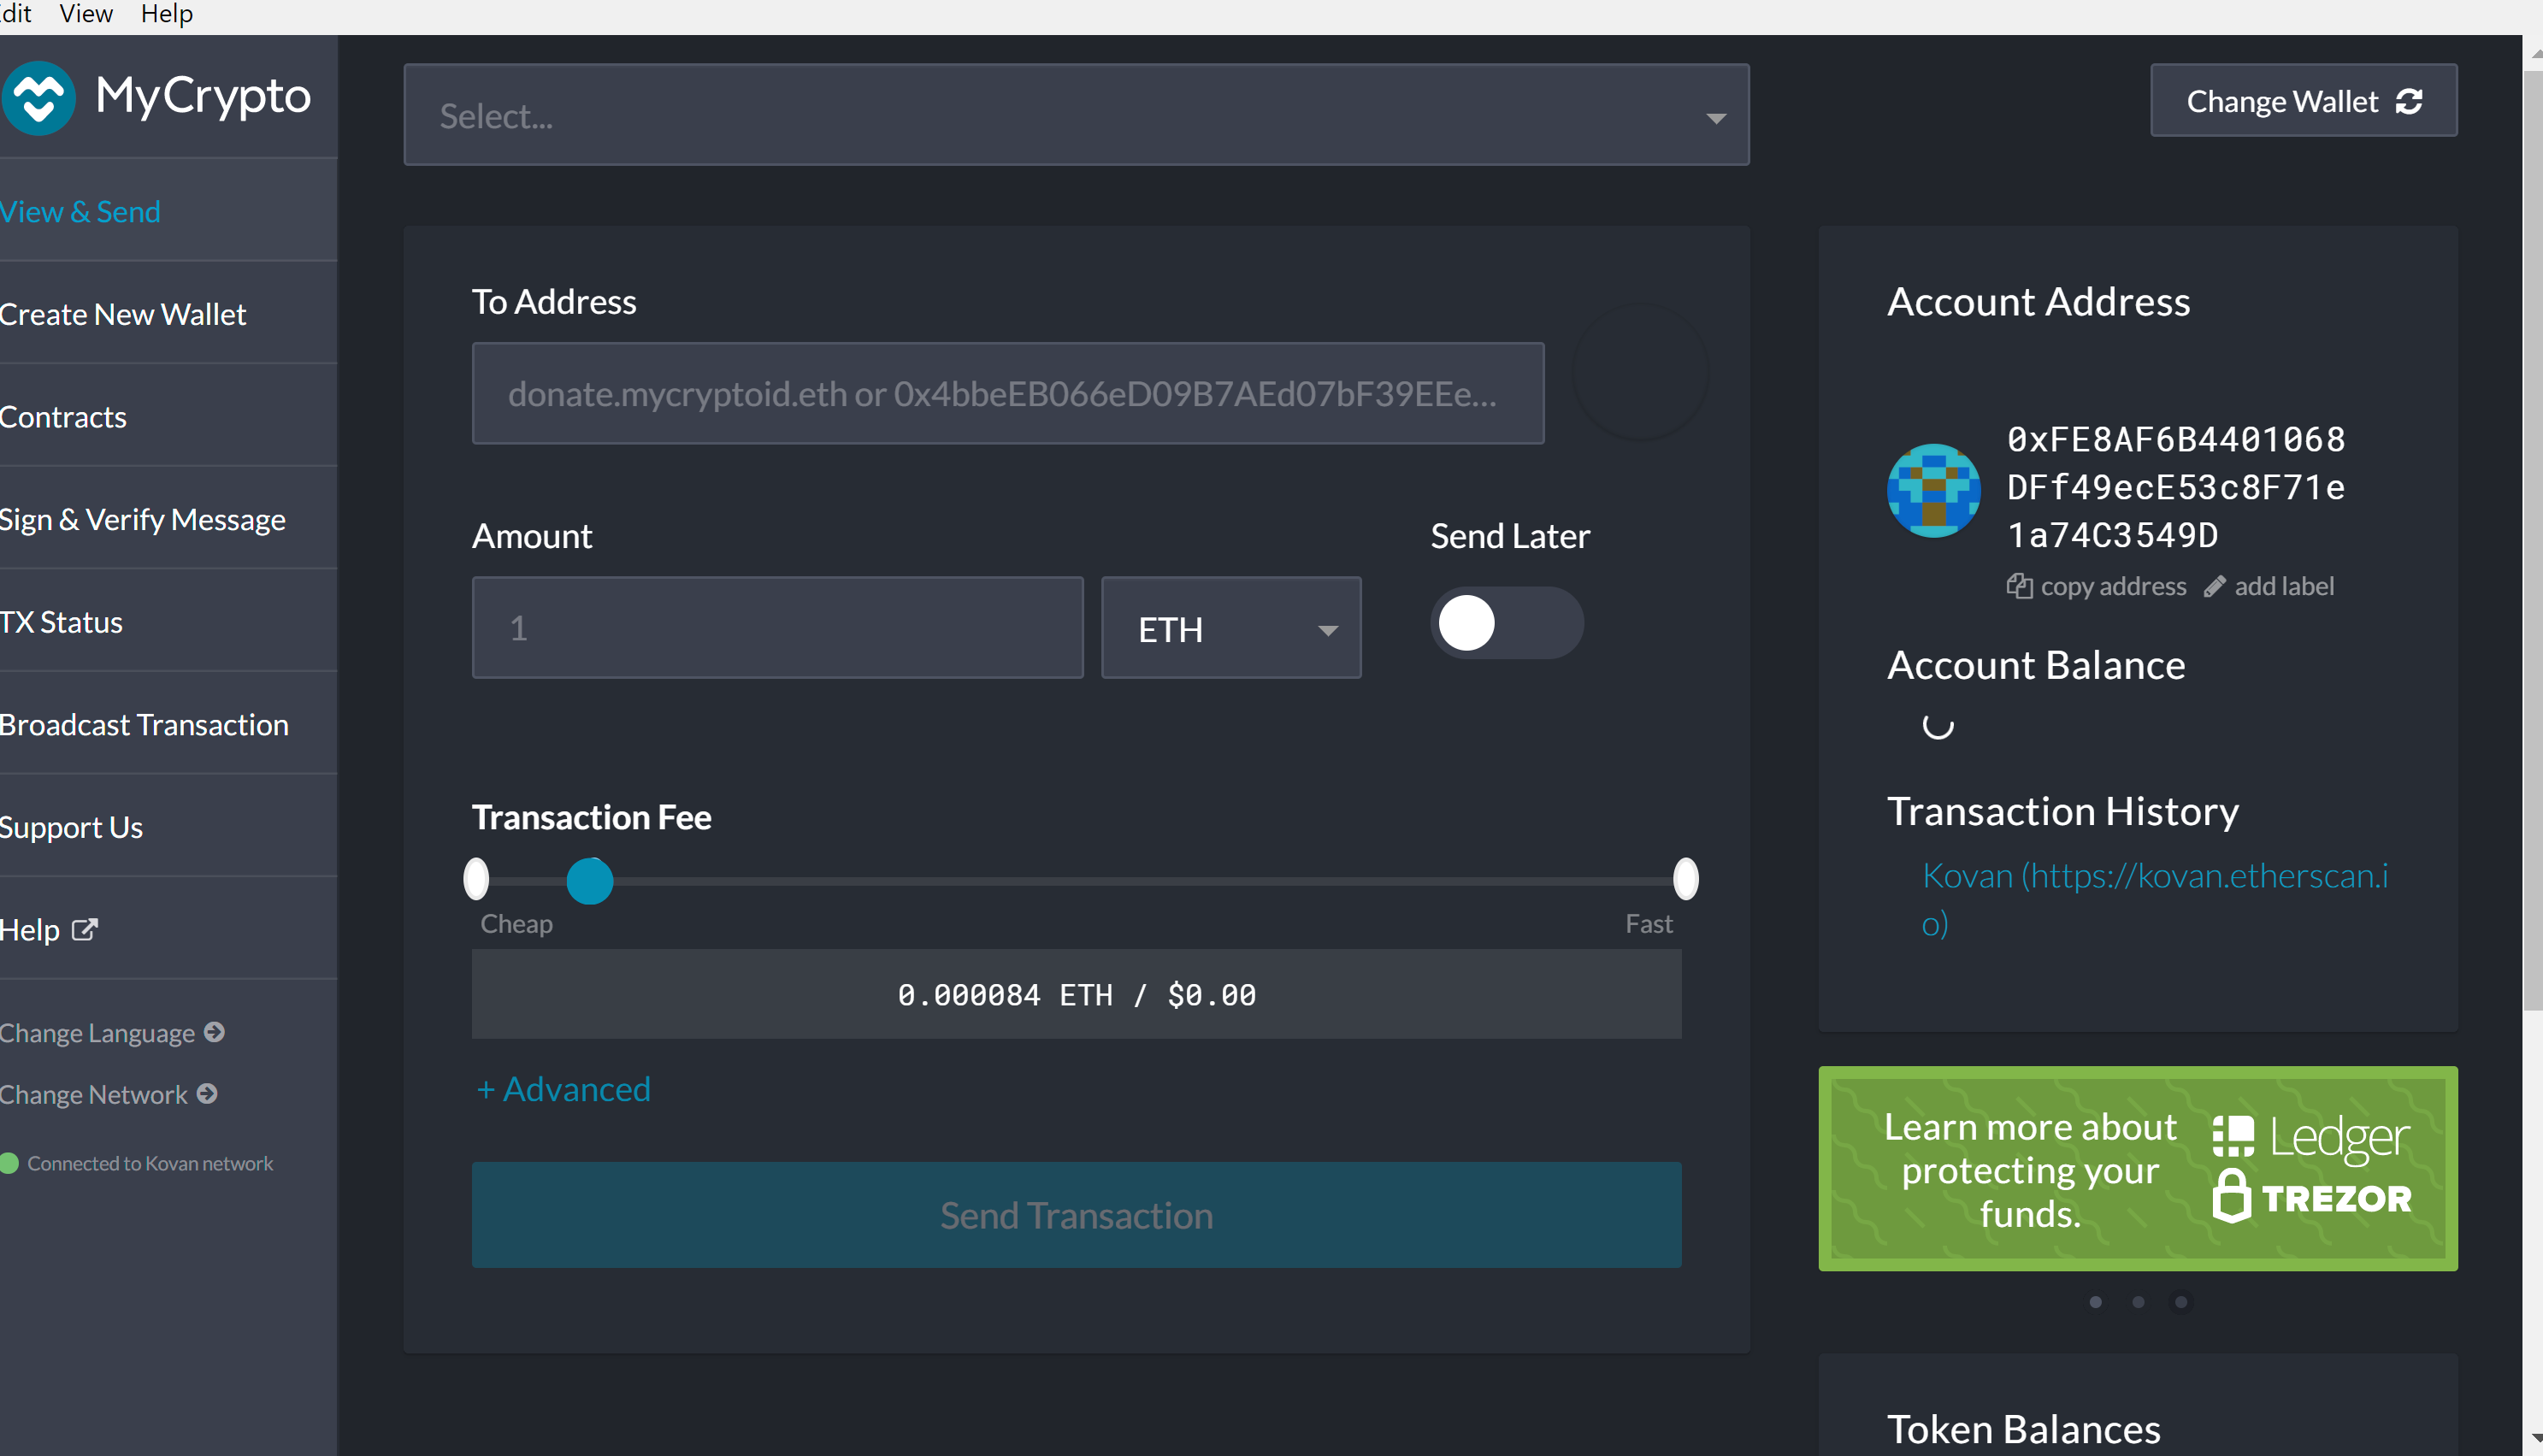 View Help
MyCrypto
View & Send
Create New Wallet
Contracts
Sign & Verify Message
TX Status
Broadcast Transaction
Support Us
Help
Change Language
Change Network
Connected to Kovan network
Select...
Change Wallet
To Address
donate.mycryptoid.eth or 0x4bbeEB066eD09B7AEd07bF39EEe...
Amount
Send Later
1
ETH
Transaction Fee
Cheap
Fast
0.000084 ETH / $0.00
+ Advanced
Send Transaction
Account Address
0xFE8AF6B4401068
DFf49ecE53c8F71e
1a74C3549D
copy address add label
Account Balance
Transaction History
Kovan (https://kovan.etherscan.i
o)
Learn more about
protecting your
funds.
Ledger
TREZOR
Token Balances